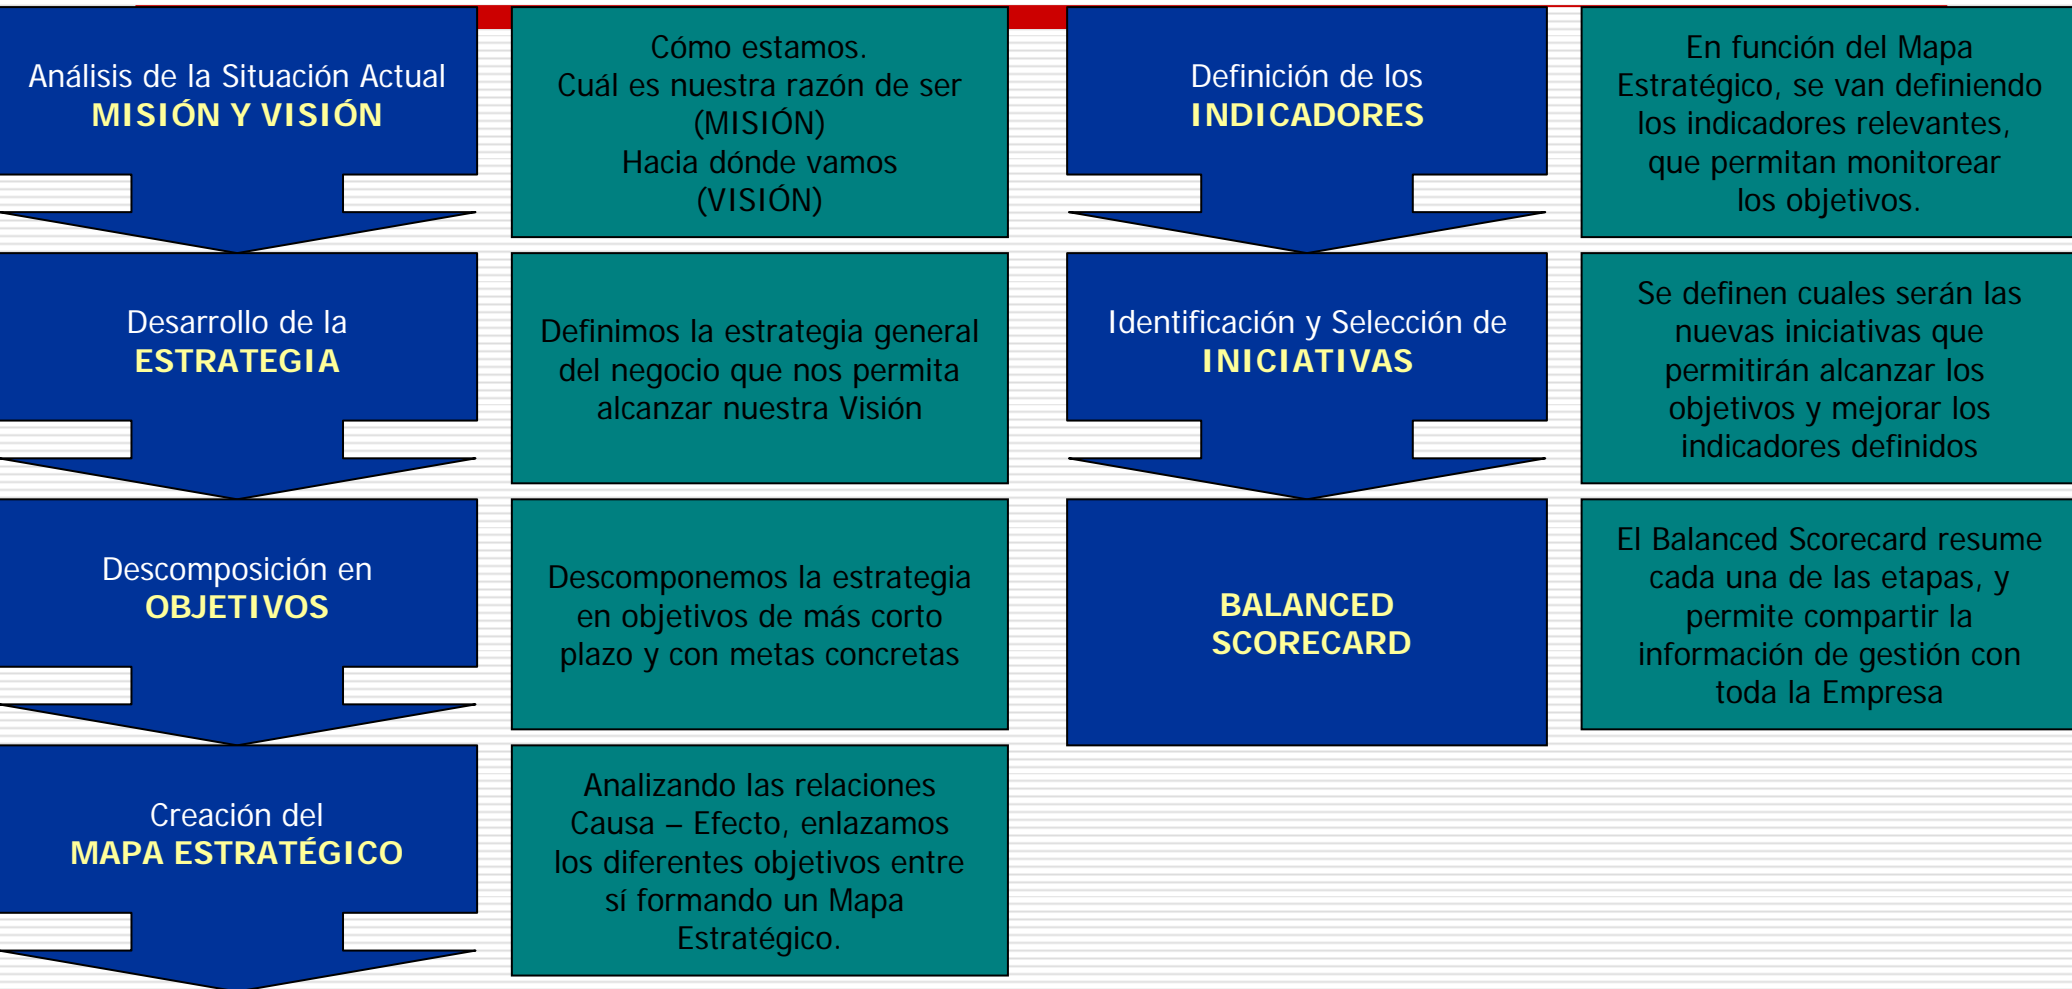 Análisis de la Situación Actual
MISIÓN Y VISIÓN
Cómo estamos.
Cuál es nuestra razón de ser
(MISIÓN)
Hacia dónde vamos
(VISIÓN)
Desarrollo de la
ESTRATEGIA
Definimos la estrategia general
del negocio que nos permita
alcanzar nuestra Visión
Descomposición en
OBJETIVOS
Descomponemos la estrategia
en objetivos de más corto
plazo y con metas concretas
Creación del
MAPA ESTRATÉGICO
Analizando las relaciones
Causa – Efecto, enlazamos
los diferentes objetivos entre
sí formando un Mapa
Estratégico.
Definición de los
INDICADORES
En función del Mapa
Estratégico, se van definiendo
los indicadores relevantes,
que permitan monitorear
los objetivos.
Identificación y Selección de
INICIATIVAS
Se definen cuales serán las
nuevas iniciativas que
permitirán alcanzar los
objetivos y mejorar los
indicadores definidos
BALANCED
SCORECARD
El Balanced Scorecard resume
cada una de las etapas, y
permite compartir la
información de gestión con
toda la Empresa